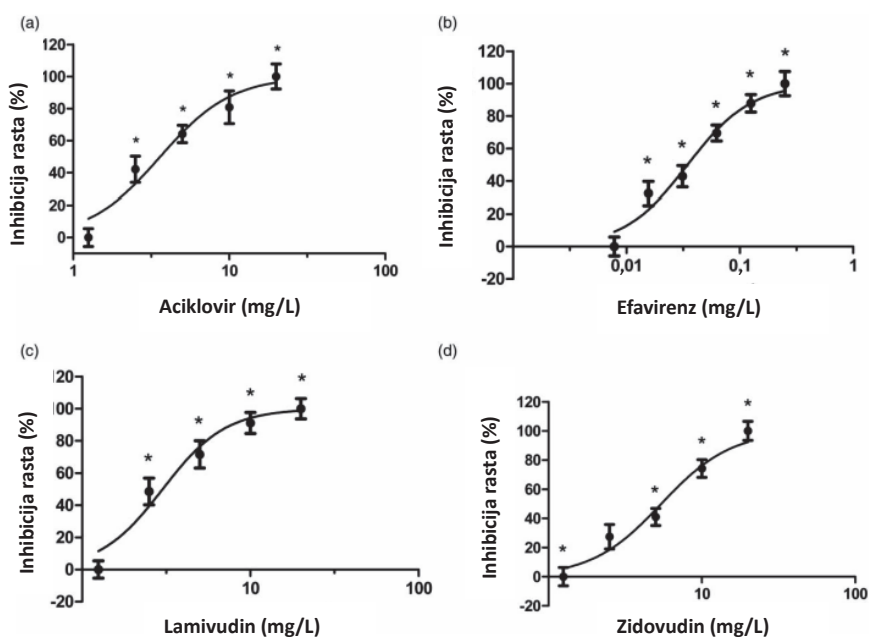 (a)
Inhibicija rasta (%)
120
100
80
60
40
20
0
* * * *
1 10 100
Aciklovir (mg/L)
(b)
Inhibicija rasta (%)
120
100
80
60
40
20
0
-20
* * * * *
0,01 0,1 1
Efavirenz (mg/L)
(c)
Inhibicija rasta (%)
20
100
80
60
40
20
0
-20
* * * *
10 100
Lamivudin (mg/L)
(d)
Inhibicija rasta (%)
120
100
80
60
40
20
0
-20
* * * *
10 100
Zidovudin (mg/L)